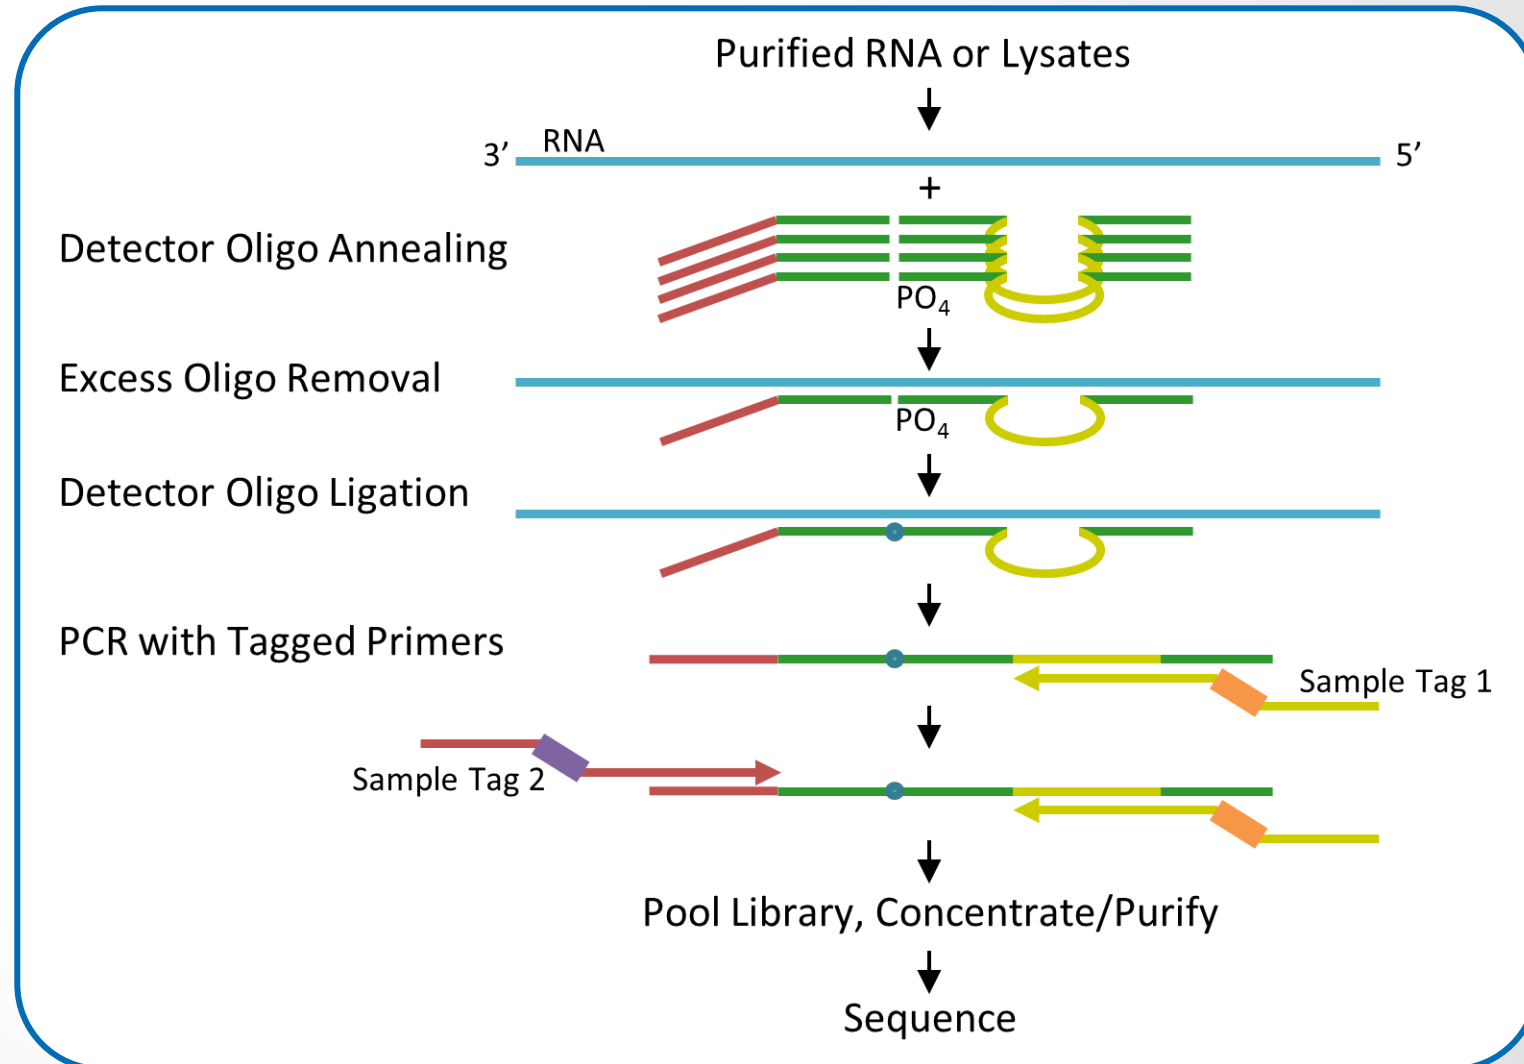 Purified RNA or Lysates
3’ RNA 5’
+
Detector Oligo Annealing
PO₄
Excess Oligo Removal
PO₄
Detector Oligo Ligation
PCR with Tagged Primers
Sample Tag 1
Sample Tag 2
Pool Library, Concentrate/Purify
Sequence